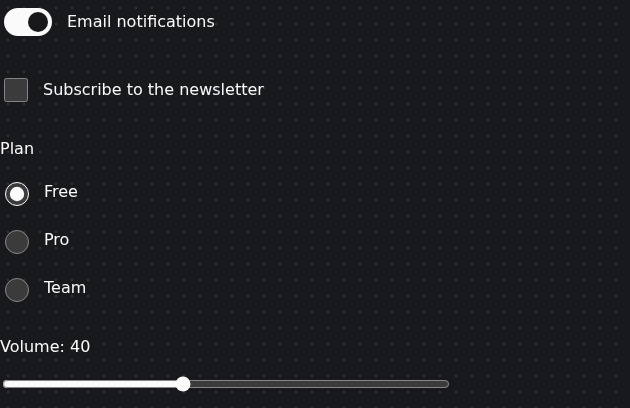 Email notifications
Subscribe to the newsletter
Plan
Free
Pro
Team
Volume: 40